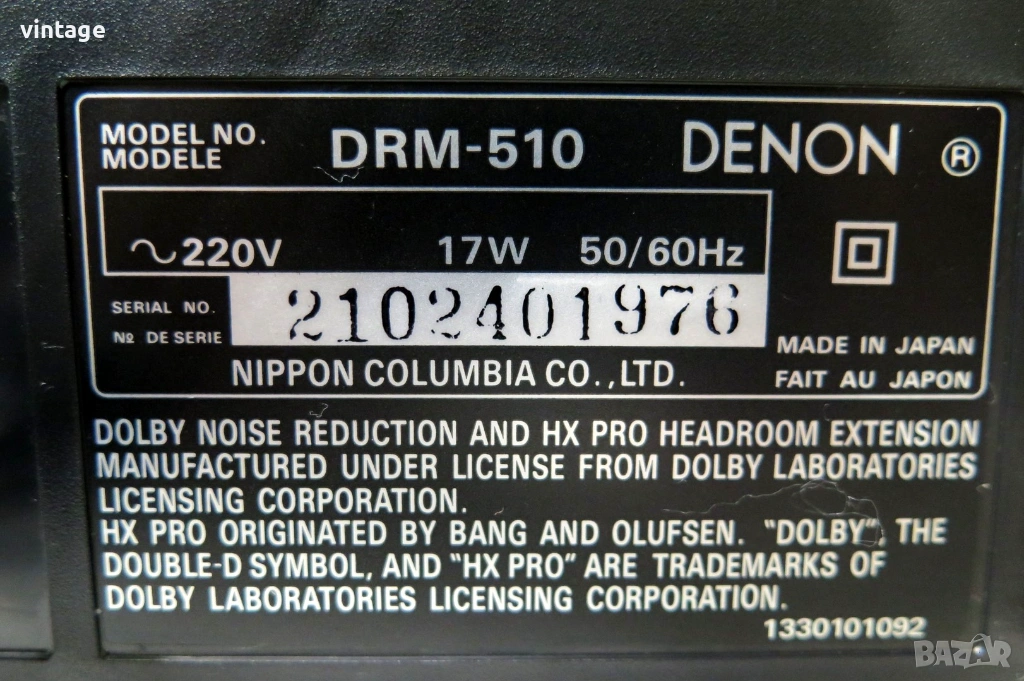 vintage
MODEL NO.
MODELE
DRM-510
DENON ®
~220V 17W 50/60Hz
SERIAL NO.
Nº DE SERIE
2102401976
NIPPON COLUMBIA CO.,LTD.
MADE IN JAPAN
FAIT AU JAPON
DOLBY NOISE REDUCTION AND HX PRO HEADROOM EXTENSION
MANUFACTURED UNDER LICENSE FROM DOLBY LABORATORIES
LICENSING CORPORATION.
HX PRO ORIGINATED BY BANG AND OLUFSEN. "DOLBY", THE
DOUBLE-D SYMBOL, AND "HX PRO" ARE TRADEMARKS OF
DOLBY LABORATORIES LICENSING CORPORATION.
1330101092
BAZAR